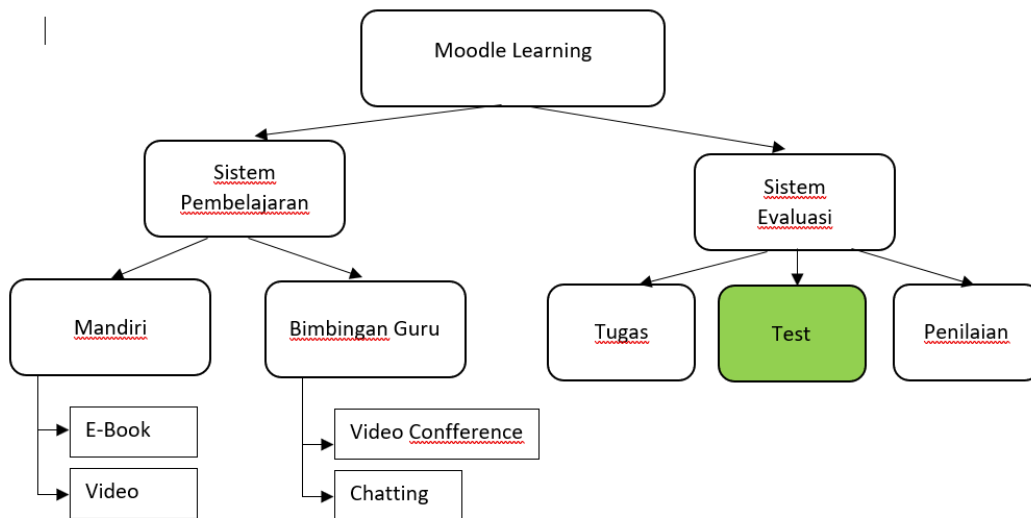 Moodle Learning
Sistem
Pembelajaran
Sistem
Evaluasi
Mandiri
Bimbingan Guru
Tugas
Test
Penilaian
E-Book
Video Confference
Video
Chatting